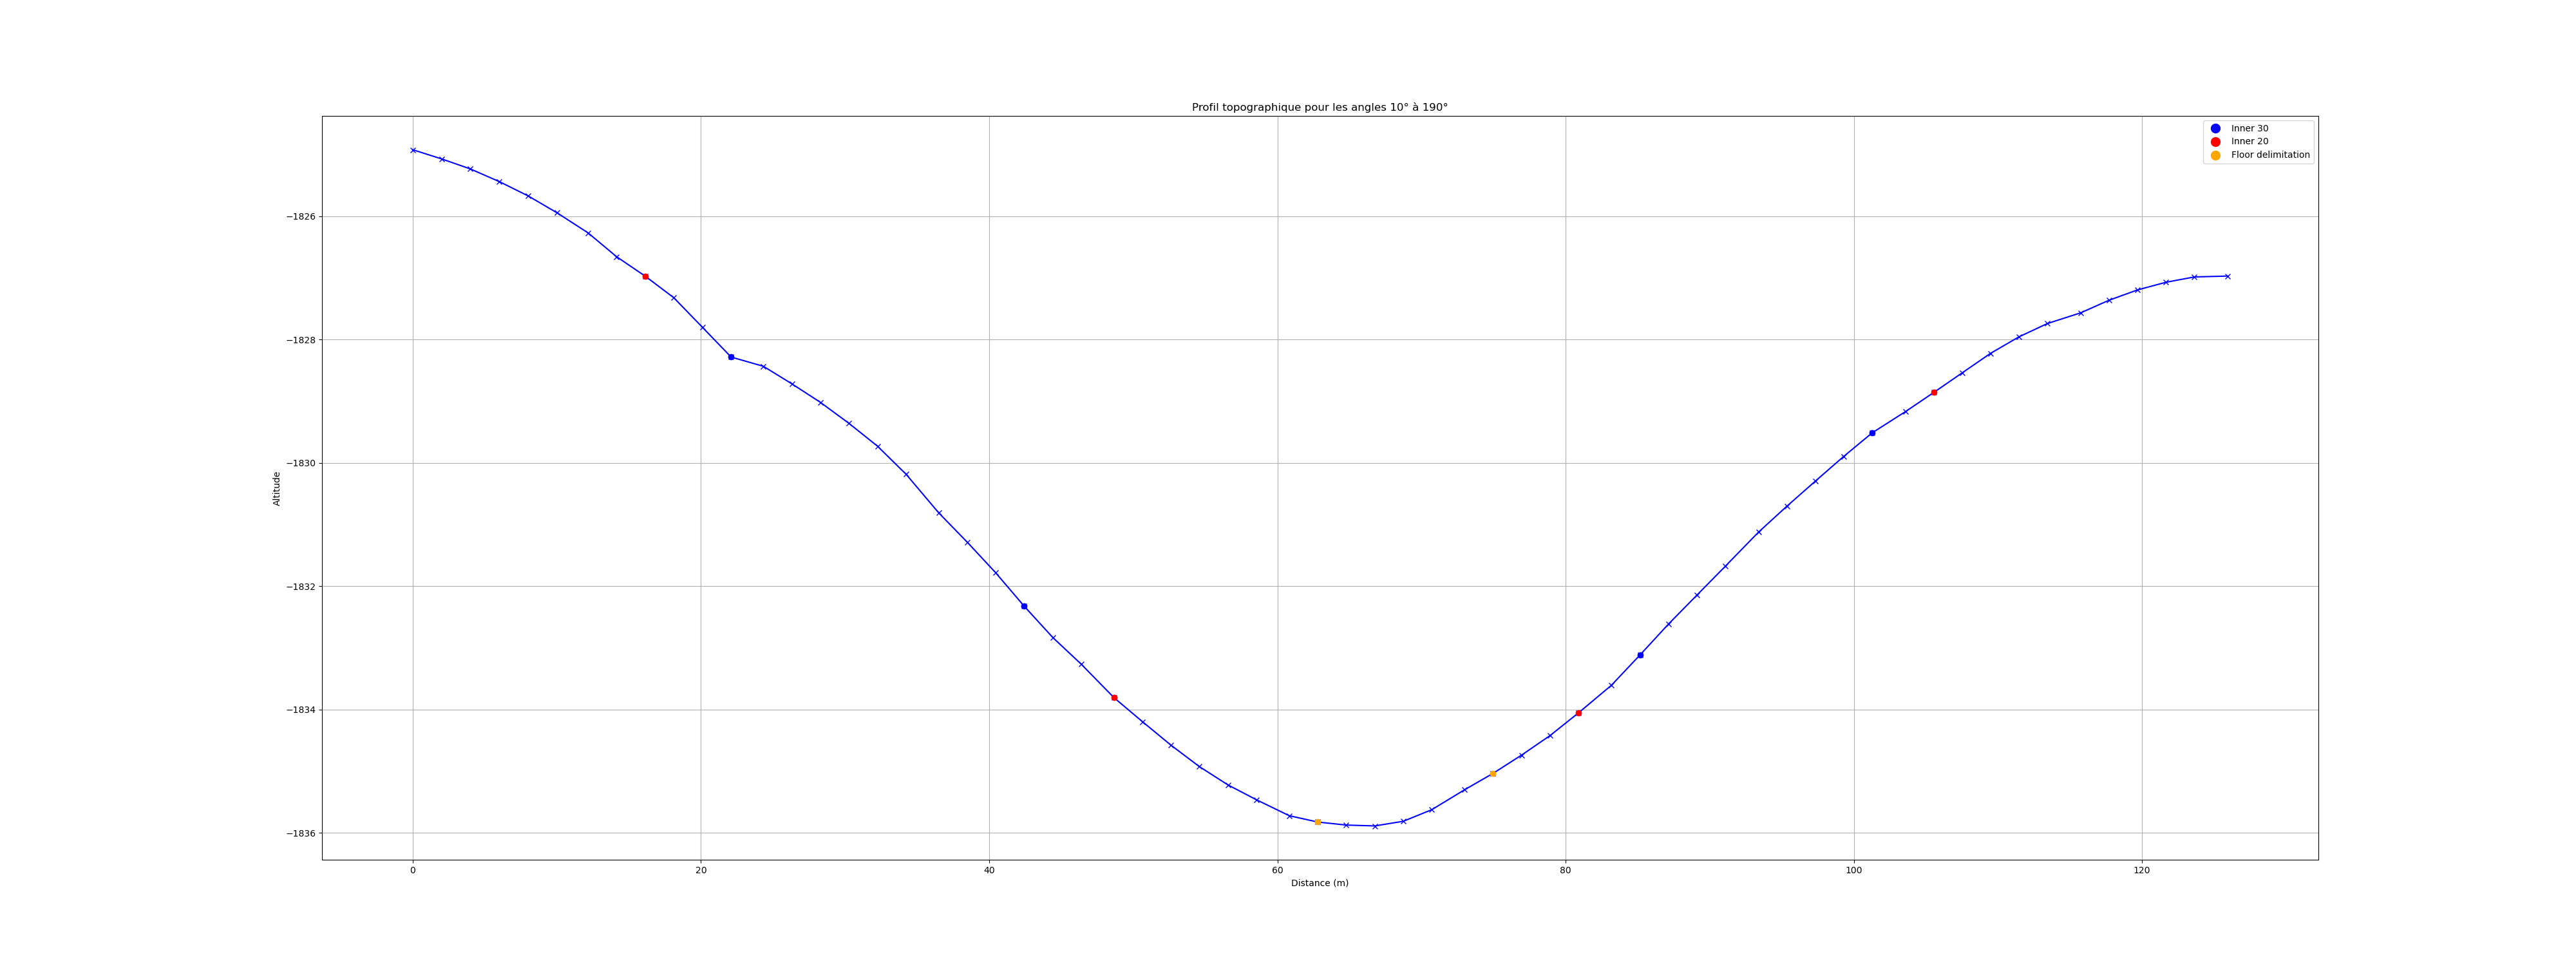 Profil topographique pour les angles 10° à 190°
Inner 30
Inner 20
Floor delimitation
Altitude
−1826
−1828
−1830
−1832
−1834
−1836
0 20 40 60 80 100 120
Distance (m)